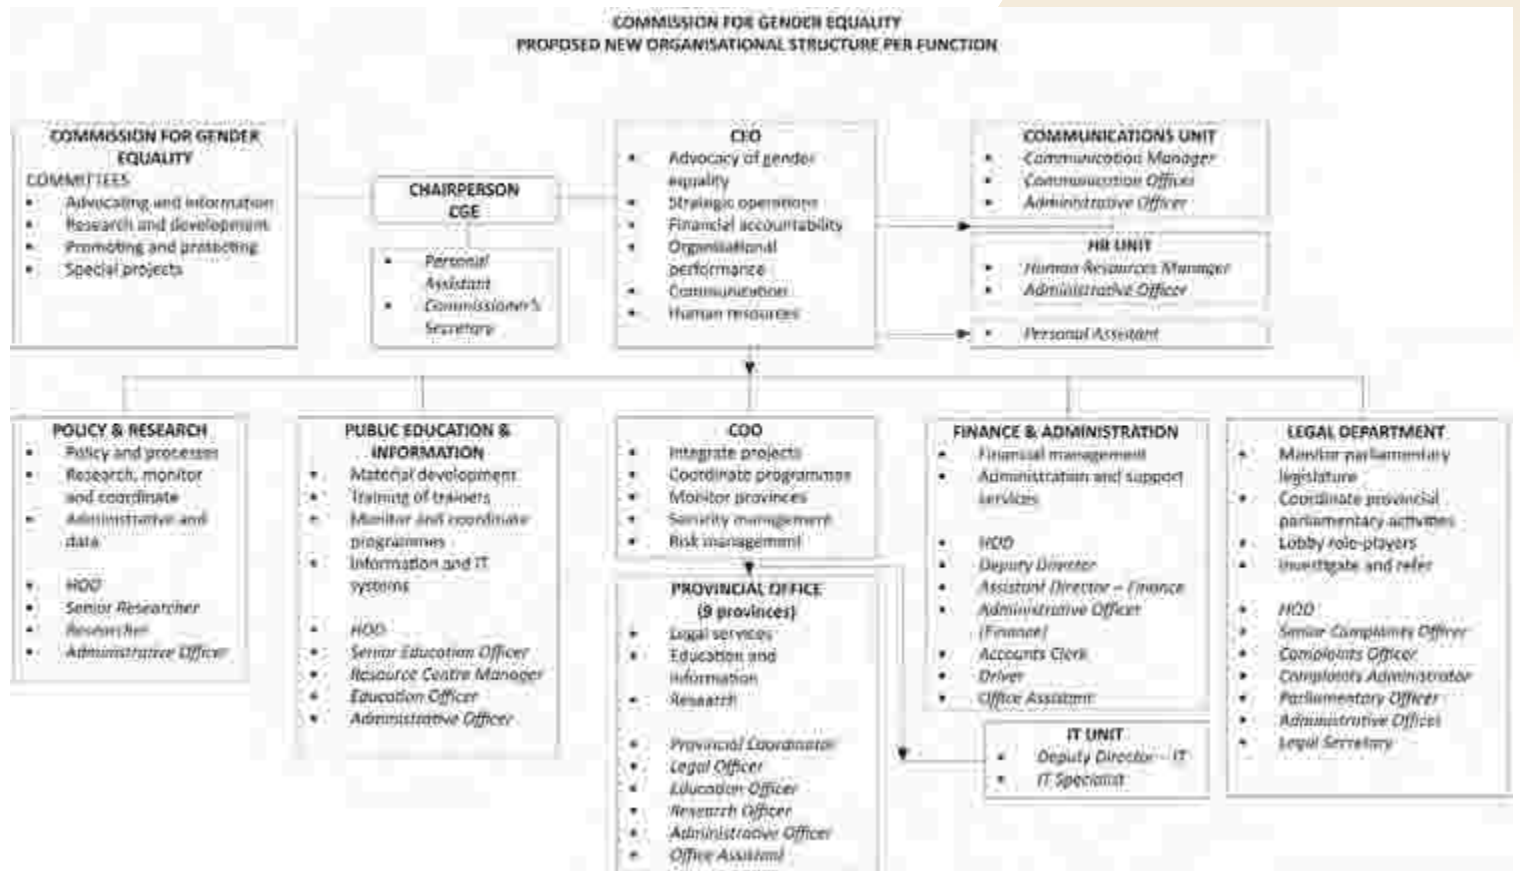 COMMISSION FOR GENDER EQUALITY
PROPOSED NEW ORGANISATIONAL STRUCTURE PER FUNCTION
COMMISSION FOR GENDER
EQUALITY
COMMITTEES
• Advocating and information
• Research and development
• Promoting and protecting
• Special projects
CHAIRPERSON
CGE
• Personal
Assistant
• Commissioner's
Secretary
CEO
• Advocacy of gender
equality
• Strategic operations
• Financial accountability
• Organisational
performance
• Communication
• Human resources
COMMUNICATIONS UNIT
• Communication Manager
• Communication Officer
• Administrative Officer
HR UNIT
• Human Resources Manager
• Administrative Officer
• Personal Assistant
POLICY & RESEARCH
• Policy and processes
• Research, monitor
and coordinate
• Administrative and
data
• HOD
• Senior Researcher
• Researcher
• Administrative Officer
PUBLIC EDUCATION &
INFORMATION
• Material development
• Training of trainers
• Monitor and coordinate
programmes
• Information and IT
systems
• HOD
• Senior Education Officer
• Resource Centre Manager
• Education Officer
• Administrative Officer
COO
• Integrate projects
• Coordinate programmes
• Monitor provinces
• Security management
• Risk management
PROVINCIAL OFFICE
(9 provinces)
• Legal services
• Education and
information
• Research
• Provincial Coordinator
• Legal Officer
• Education Officer
• Research Officer
• Administrative Officer
• Office Assistant
FINANCE & ADMINISTRATION
• Financial management
• Administration and support
services
• HOD
• Deputy Director
• Assistant Director – Finance
• Administrative Officer
(Finance)
• Accounts Clerk
• Driver
• Office Assistant
IT UNIT
• Deputy Director – IT
• IT Specialist
LEGAL DEPARTMENT
• Monitor parliamentary
legislature
• Coordinate provincial
parliamentary activities
• Lobby role-players
• Investigate and refer
• HOD
• Senior Complaints Officer
• Complaints Officer
• Complaints Administrator
• Parliamentary Officer
• Administrative Officer
• Legal Secretary